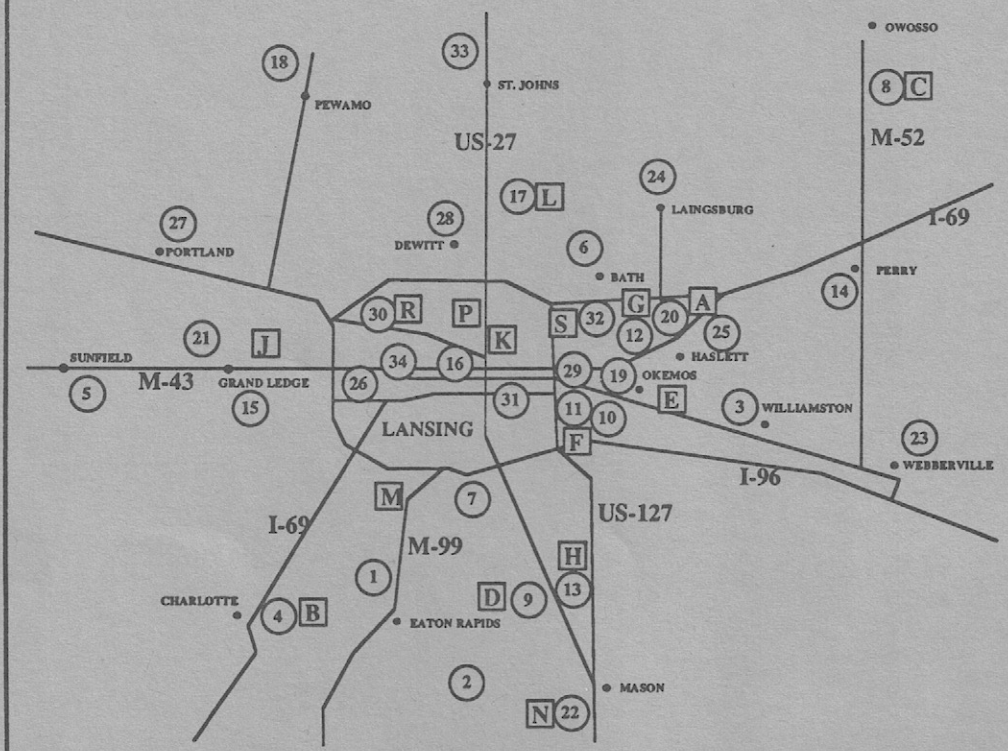 OWOSSO
18
33
8 C
PEWAMO
ST. JOHNS
US-27
M-52
24
17 L
27
28
LAINGSBURG
I-69
PORTLAND
DEWITT
6
BATH
PERRY
14
30 R P
S 32 G 20 A
12 25
21 J
K
SUNFIELD
34 16
29 19
HASLETT
5
M-43
GRAND LEDGE
26
OKEMOS
15
31
11 10
E
3
WILLIAMSTON
LANSING
F
23
WEBBERVILLE
M
7
I-96
I-69
US-127
M-99
H
1
13
CHARLOTTE
4 B
D 9
EATON RAPIDS
2
MASON
N 22